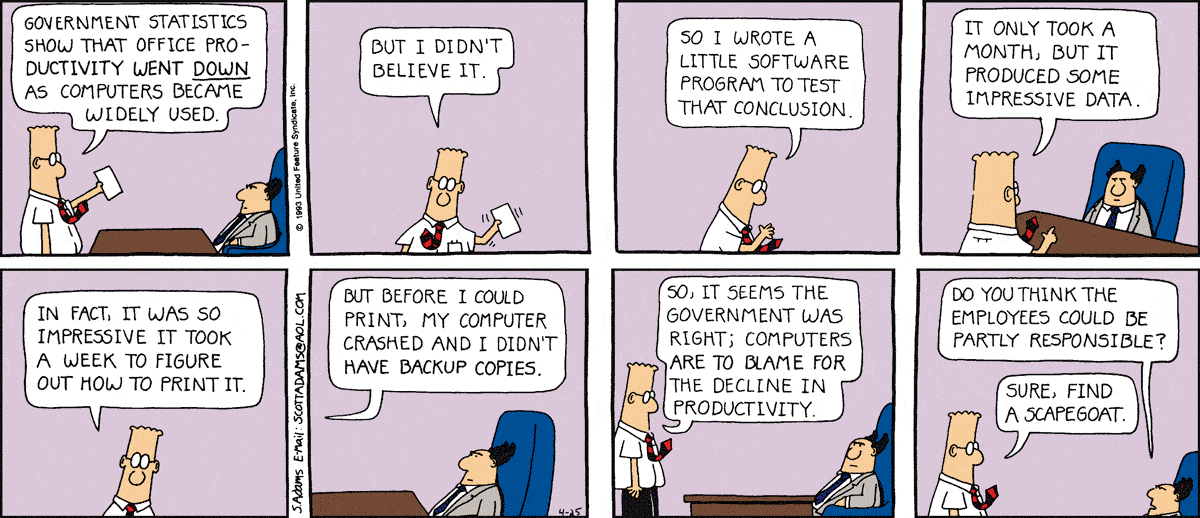 GOVERNMENT STATISTICS
SHOW THAT OFFICE PRO-
DUCTIVITY WENT DOWN
AS COMPUTERS BECAME
WIDELY USED.
© 1993 United Feature Syndicate, Inc.
BUT I DIDN'T
BELIEVE IT.
SO I WROTE A
LITTLE SOFTWARE
PROGRAM TO TEST
THAT CONCLUSION.
IT ONLY TOOK A
MONTH, BUT IT
PRODUCED SOME
IMPRESSIVE DATA.
IN FACT, IT WAS SO
IMPRESSIVE IT TOOK
A WEEK TO FIGURE
OUT HOW TO PRINT IT.
S.Adams E-Mail: SCOTTADAMS@AOL.COM
BUT BEFORE I COULD
PRINT, MY COMPUTER
CRASHED AND I DIDN'T
HAVE BACKUP COPIES.
4-25
SO, IT SEEMS THE
GOVERNMENT WAS
RIGHT; COMPUTERS
ARE TO BLAME FOR
THE DECLINE IN
PRODUCTIVITY.
DO YOU THINK THE
EMPLOYEES COULD BE
PARTLY RESPONSIBLE?
SURE, FIND
A SCAPEGOAT.